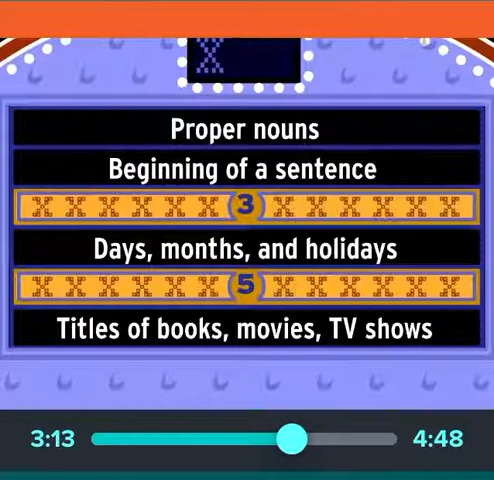 X
Proper nouns
Beginning of a sentence
3
Days, months, and holidays
5
Titles of books, movies, TV shows
3:13 4:48